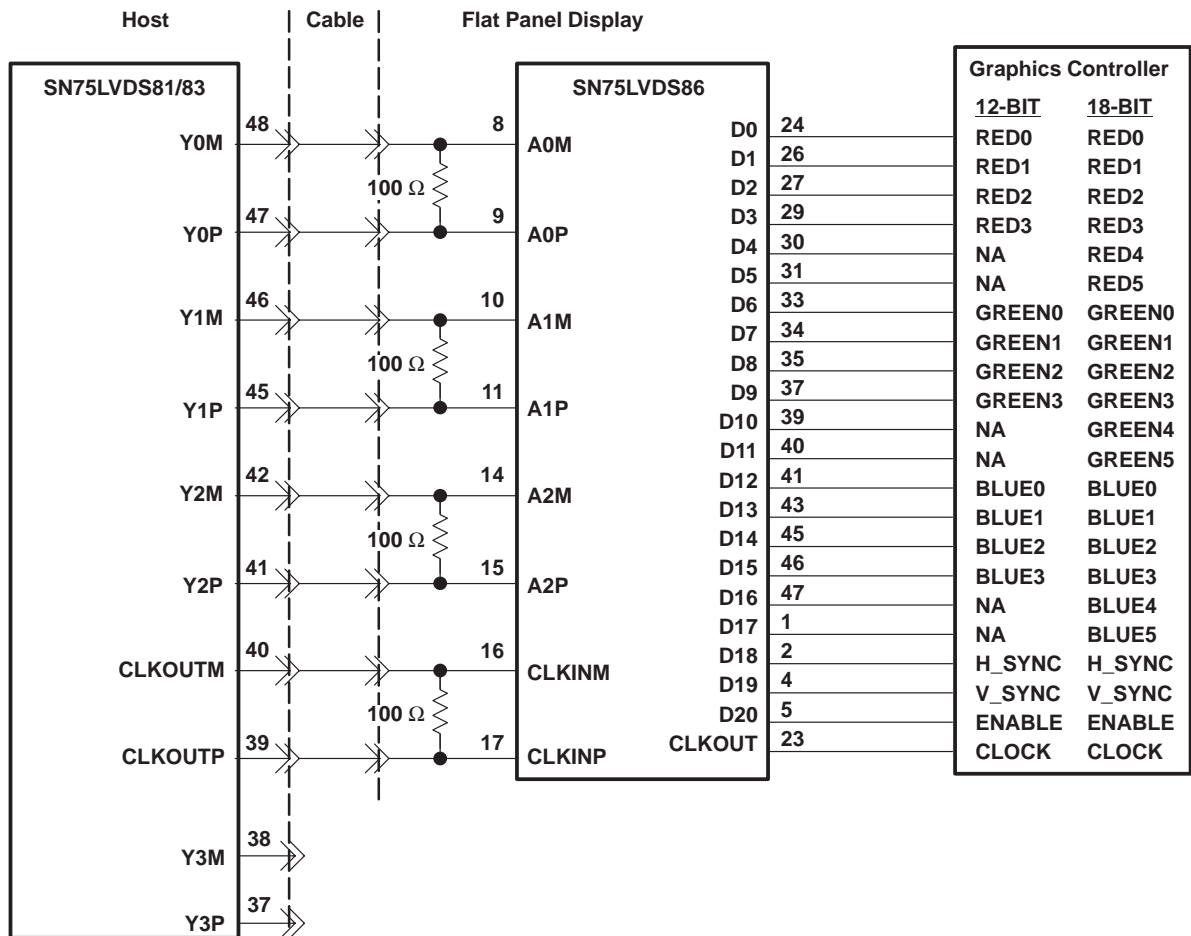 Host Cable Flat Panel Display
SN75LVDS81/83
Y0M 48
Y0P 47
Y1M 46
Y1P 45
Y2M 42
Y2P 41
CLKOUTM 40
CLKOUTP 39
Y3M 38
Y3P 37
100 Ω
100 Ω
100 Ω
100 Ω
SN75LVDS86
8 A0M
9 A0P
10 A1M
11 A1P
14 A2M
15 A2P
16 CLKINM
17 CLKINP
D0 24
D1 26
D2 27
D3 29
D4 30
D5 31
D6 33
D7 34
D8 35
D9 37
D10 39
D11 40
D12 41
D13 43
D14 45
D15 46
D16 47
D17 1
D18 2
D19 4
D20 5
CLKOUT 23
Graphics Controller
12-BIT 18-BIT
RED0 RED0
RED1 RED1
RED2 RED2
RED3 RED3
NA RED4
NA RED5
GREEN0 GREEN0
GREEN1 GREEN1
GREEN2 GREEN2
GREEN3 GREEN3
NA GREEN4
NA GREEN5
BLUE0 BLUE0
BLUE1 BLUE1
BLUE2 BLUE2
BLUE3 BLUE3
NA BLUE4
NA BLUE5
H_SYNC H_SYNC
V_SYNC V_SYNC
ENABLE ENABLE
CLOCK CLOCK